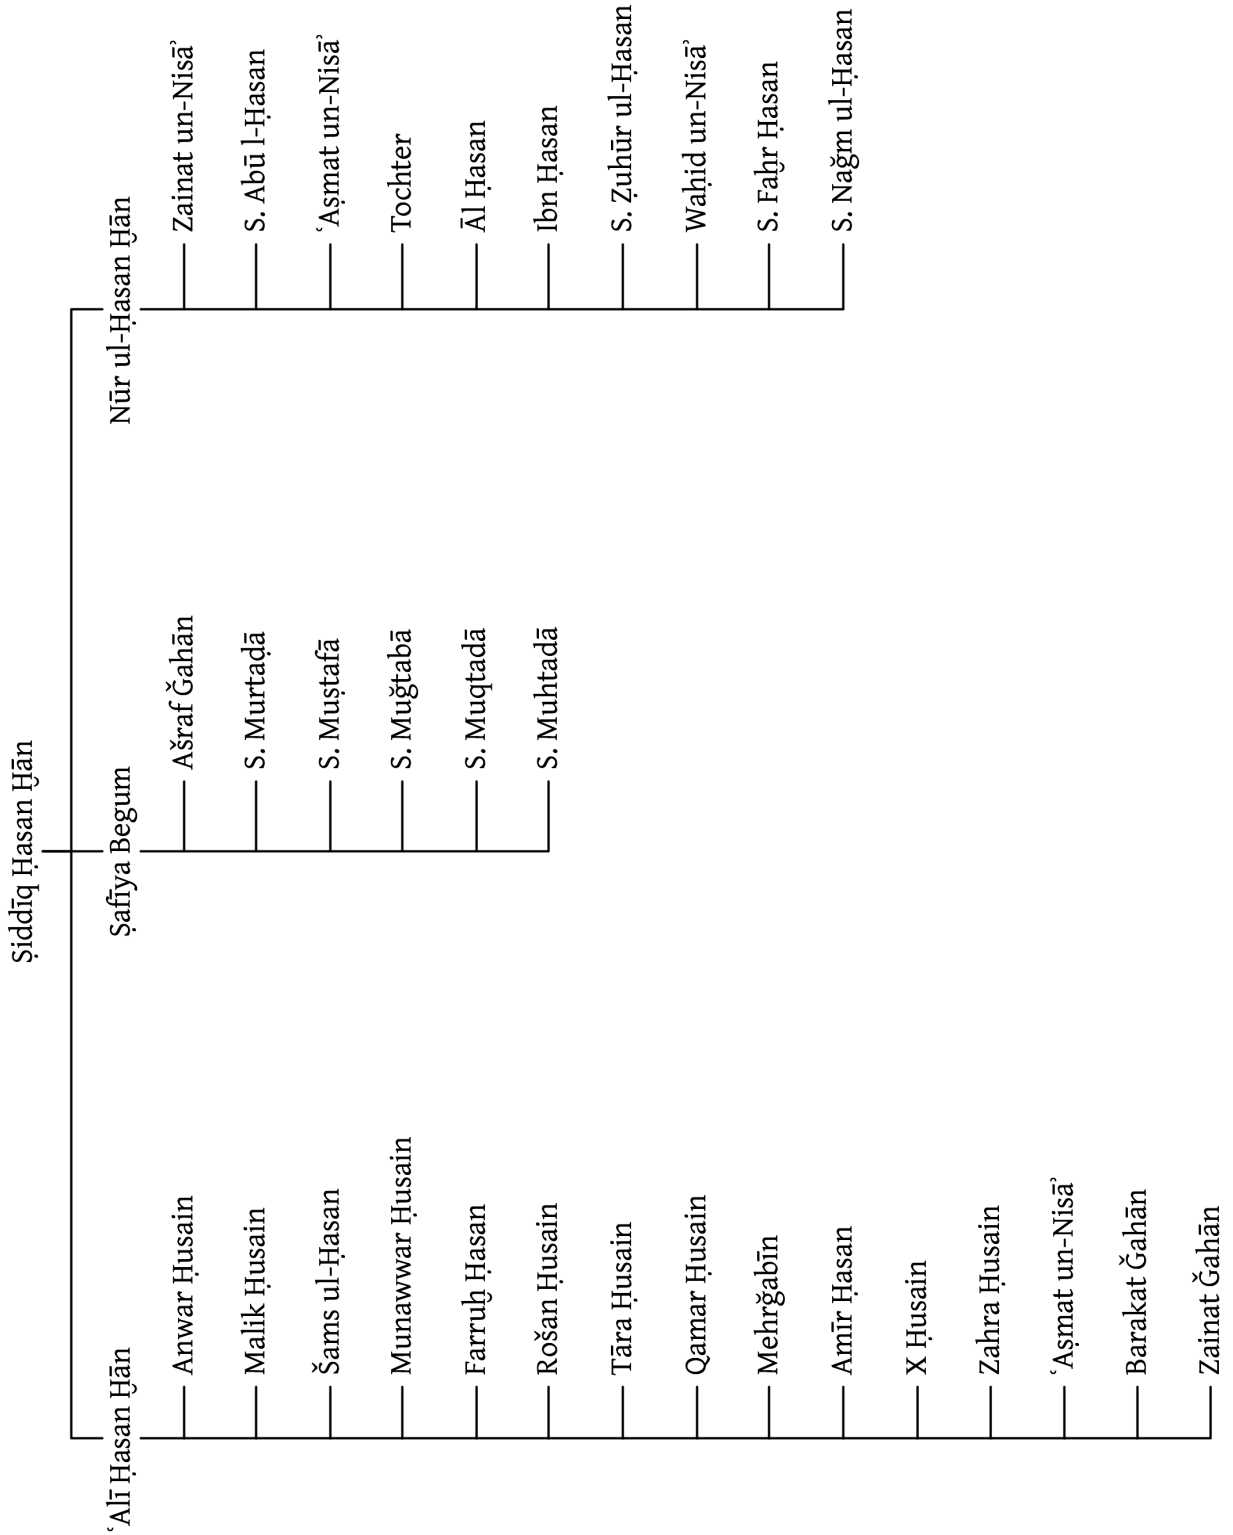 Ṣiddīq Ḥasan Ḫān
ʿAlī Ḥasan Ḫān
Anwar Ḥusain
Malik Ḥusain
Šams ul-Ḥasan
Munawwar Ḥusain
Farruḫ Ḥasan
Rošan Ḥusain
Tāra Ḥusain
Qamar Ḥusain
Mehrǧabīn
Amīr Ḥasan
X Ḥusain
Zahra Ḥusain
ʿAṣmat un-Nisāʾ
Barakat Ǧahān
Zainat Ǧahān
Ṣafīya Begum
Ašraf Ǧahān
S. Murtaḍā
S. Muṣtafā
S. Muǧtabā
S. Muqtadā
S. Muhtadā
Nūr ul-Ḥasan Ḫān
Zainat un-Nisāʾ
S. Abū l-Ḥasan
ʿAṣmat un-Nisāʾ
Tochter
Āl Ḥasan
Ibn Ḥasan
S. Ẓuhūr ul-Ḥasan
Waḥid un-Nisāʾ
S. Faḫr Ḥasan
S. Naǧm ul-Ḥasan